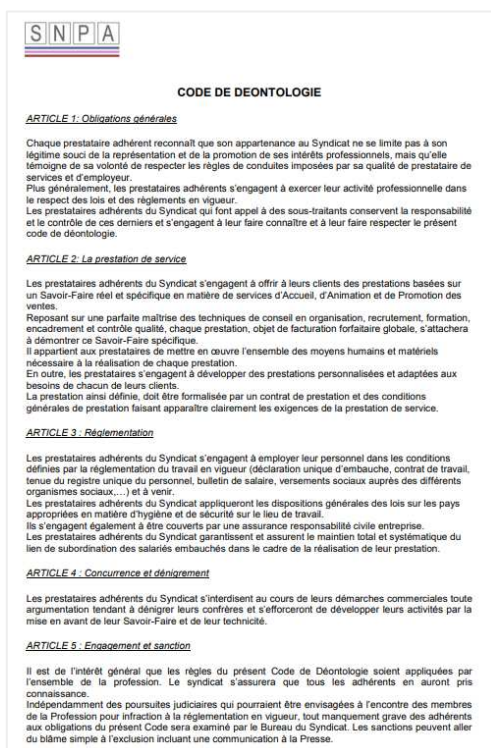 SNPA
CODE DE DEONTOLOGIE
ARTICLE 1: Obligations générales
Chaque prestataire adhérent reconnaît que son appartenance au Syndicat ne se limite pas à son
légitime souci de la représentation et de la promotion de ses intérêts professionnels, mais qu'elle
témoigne de sa volonté de respecter les règles de conduites imposées par sa qualité de prestataire de
services et d'employeur.
Plus généralement, les prestataires adhérents s'engagent à exercer leur activité professionnelle dans
le respect des lois et des règlements en vigueur.
Les prestataires adhérents du Syndicat qui font appel à des sous-traitants conservent la responsabilité
et le contrôle de ces derniers et s'engagent à leur faire connaître et à leur faire respecter le présent
code de déontologie.
ARTICLE 2: La prestation de service
Les prestataires adhérents du Syndicat s'engagent à offrir à leurs clients des prestations basées sur
un Savoir-Faire réel et spécifique en matière de services d'Accueil, d'Animation et de Promotion des
ventes.
Reposant sur une parfaite maîtrise des techniques de conseil en organisation, recrutement, formation,
encadrement et contrôle qualité, chaque prestation, objet de facturation forfaitaire globale, s'attachera
à démontrer ce Savoir-Faire spécifique.
Il appartient aux prestataires de mettre en œuvre l'ensemble des moyens humains et matériels
nécessaire à la réalisation de chaque prestation.
En outre, les prestataires s'engagent à développer des prestations personnalisées et adaptées aux
besoins de chacun de leurs clients.
La prestation ainsi définie, doit être formalisée par un contrat de prestation et des conditions
générales de prestation faisant apparaître clairement les exigences de la prestation de service.
ARTICLE 3 : Réglementation
Les prestataires adhérents du Syndicat s'engagent à employer leur personnel dans les conditions
définies par la réglementation du travail en vigueur (déclaration unique d'embauche, contrat de travail,
tenue du registre unique du personnel, bulletin de salaire, versements sociaux auprès des différents
organismes sociaux,…) et à venir.
Les prestataires adhérents du Syndicat appliqueront les dispositions générales des lois sur les pays
appropriées en matière d'hygiène et de sécurité sur le lieu de travail.
Ils s'engagent également à être couverts par une assurance responsabilité civile entreprise.
Les prestataires adhérents du Syndicat garantissent et assurent le maintien total et systématique du
lien de subordination des salariés embauchés dans le cadre de la réalisation de leur prestation.
ARTICLE 4 : Concurrence et dénigrement
Les prestataires adhérents du Syndicat s'interdisent au cours de leurs démarches commerciales toute
argumentation tendant à dénigrer leurs confrères et s'efforceront de développer leurs activités par la
mise en avant de leur Savoir-Faire et de leur technicité.
ARTICLE 5 : Engagement et sanction
Il est de l'intérêt général que les règles du présent Code de Déontologie soient appliquées par
l'ensemble de la profession. Le syndicat s'assurera que tous les adhérents en auront pris
connaissance.
Indépendamment des poursuites judiciaires qui pourraient être envisagées à l'encontre des membres
de la Profession pour infraction à la réglementation en vigueur, tout manquement grave des adhérents
aux obligations du présent Code sera examiné par le Bureau du Syndicat. Les sanctions peuvent aller
du blâme simple à l'exclusion incluant une communication à la Presse.